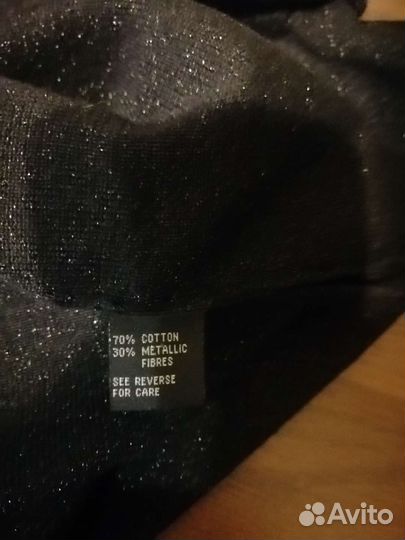 70% COTTON
30% METALLIC
FIBRES
SEE REVERSE
FOR CARE
Avito